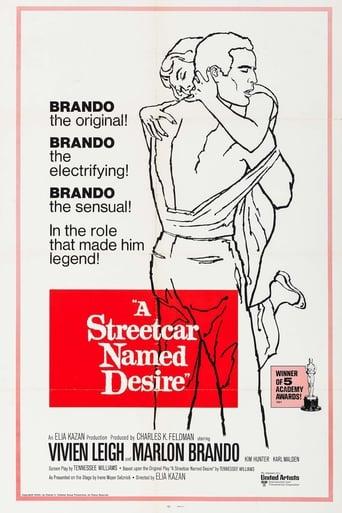 BRANDO
the original!
BRANDO
the
electrifying!
BRANDO
the sensual!
In the role
that made him
legend!
"A
Streetcar
Named
Desire"
WINNER
OF 5
ACADEMY
AWARDS!
An ELIA KAZAN Production Produced by CHARLES K. FELDMAN starring
VIVIEN LEIGH and MARLON BRANDO KIM HUNTER KARL MALDEN
Screen Play by TENNESSEE WILLIAMS • Based upon the Original Play "A Streetcar Named Desire" by TENNESSEE WILLIAMS
As Presented on the Stage by Irene Mayer Selznick • Directed by ELIA KAZAN
United Artists